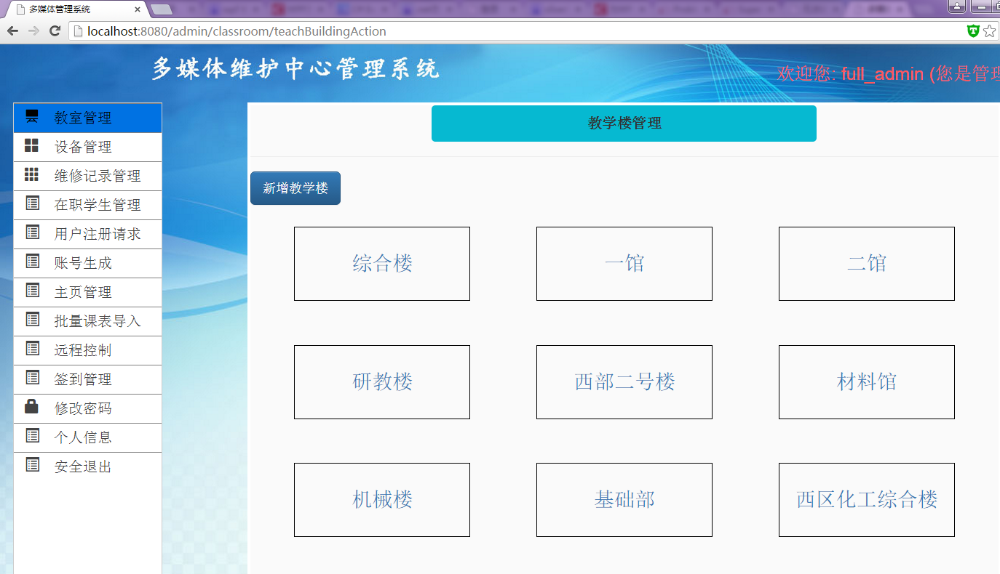 多媒体管理系统
localhost:8080/admin/classroom/teachBuildingAction
多媒体维护中心管理系统
欢迎您: full_admin (您是管理
教室管理
设备管理
维修记录管理
在职学生管理
用户注册请求
账号生成
主页管理
批量课表导入
远程控制
签到管理
修改密码
个人信息
安全退出
教学楼管理
新增教学楼
综合楼
一馆
二馆
研教楼
西部二号楼
材料馆
机械楼
基础部
西区化工综合楼